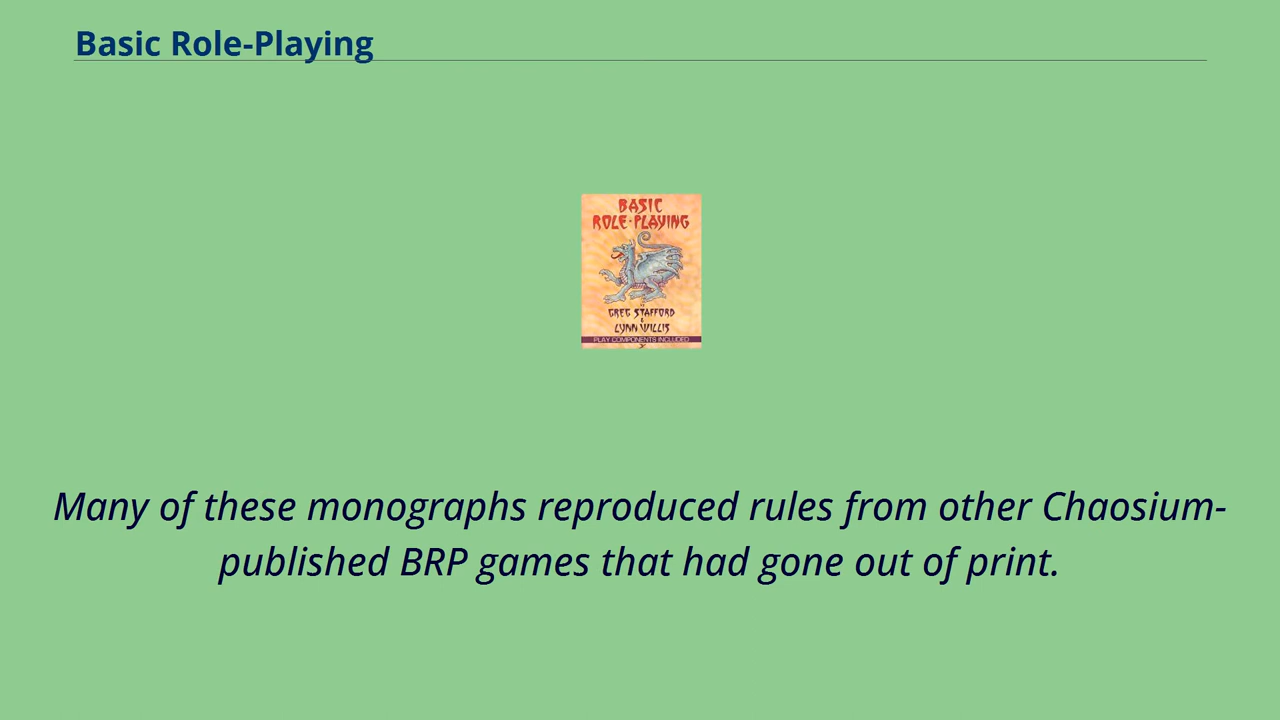 Basic Role-Playing
BASIC
ROLE-PLAYING
GREG STAFFORD
&
LYNN WILLIS
PLAY COMPONENTS INCLUDED
Many of these monographs reproduced rules from other Chaosium-
published BRP games that had gone out of print.